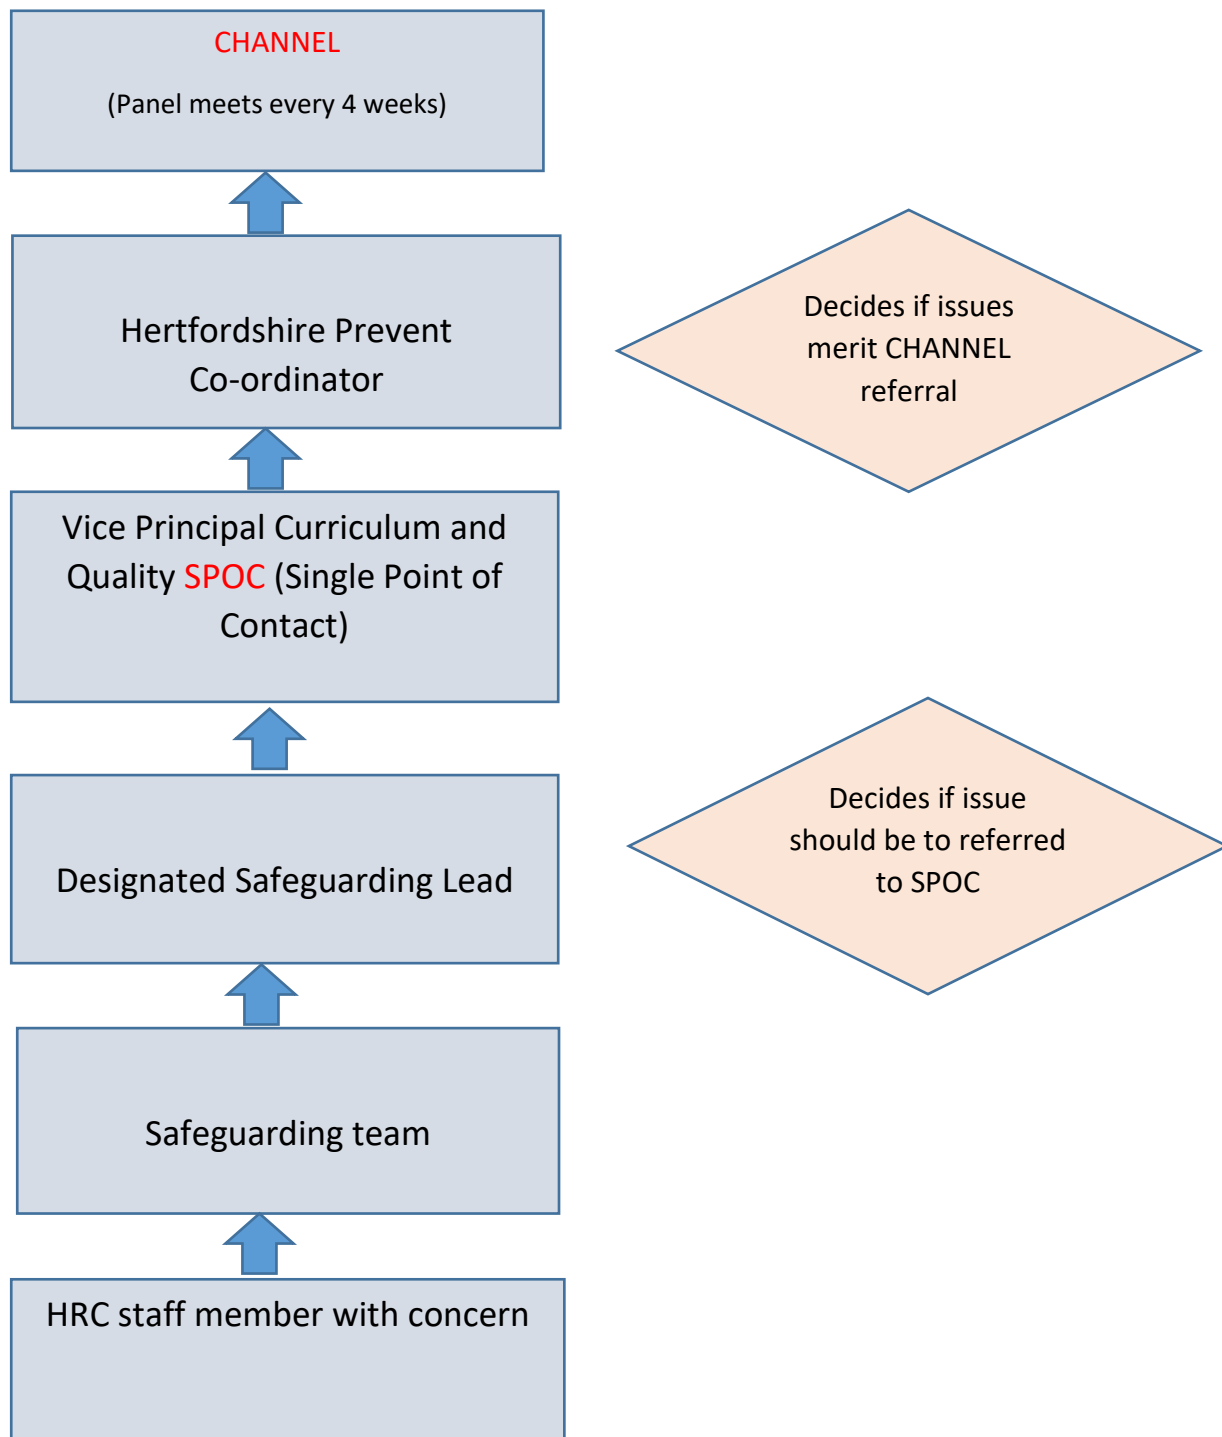 CHANNEL
(Panel meets every 4 weeks)
Hertfordshire Prevent
Co-ordinator
Decides if issues
merit CHANNEL
referral
Vice Principal Curriculum and
Quality SPOC (Single Point of
Contact)
Designated Safeguarding Lead
Decides if issue
should be to referred
to SPOC
Safeguarding team
HRC staff member with concern